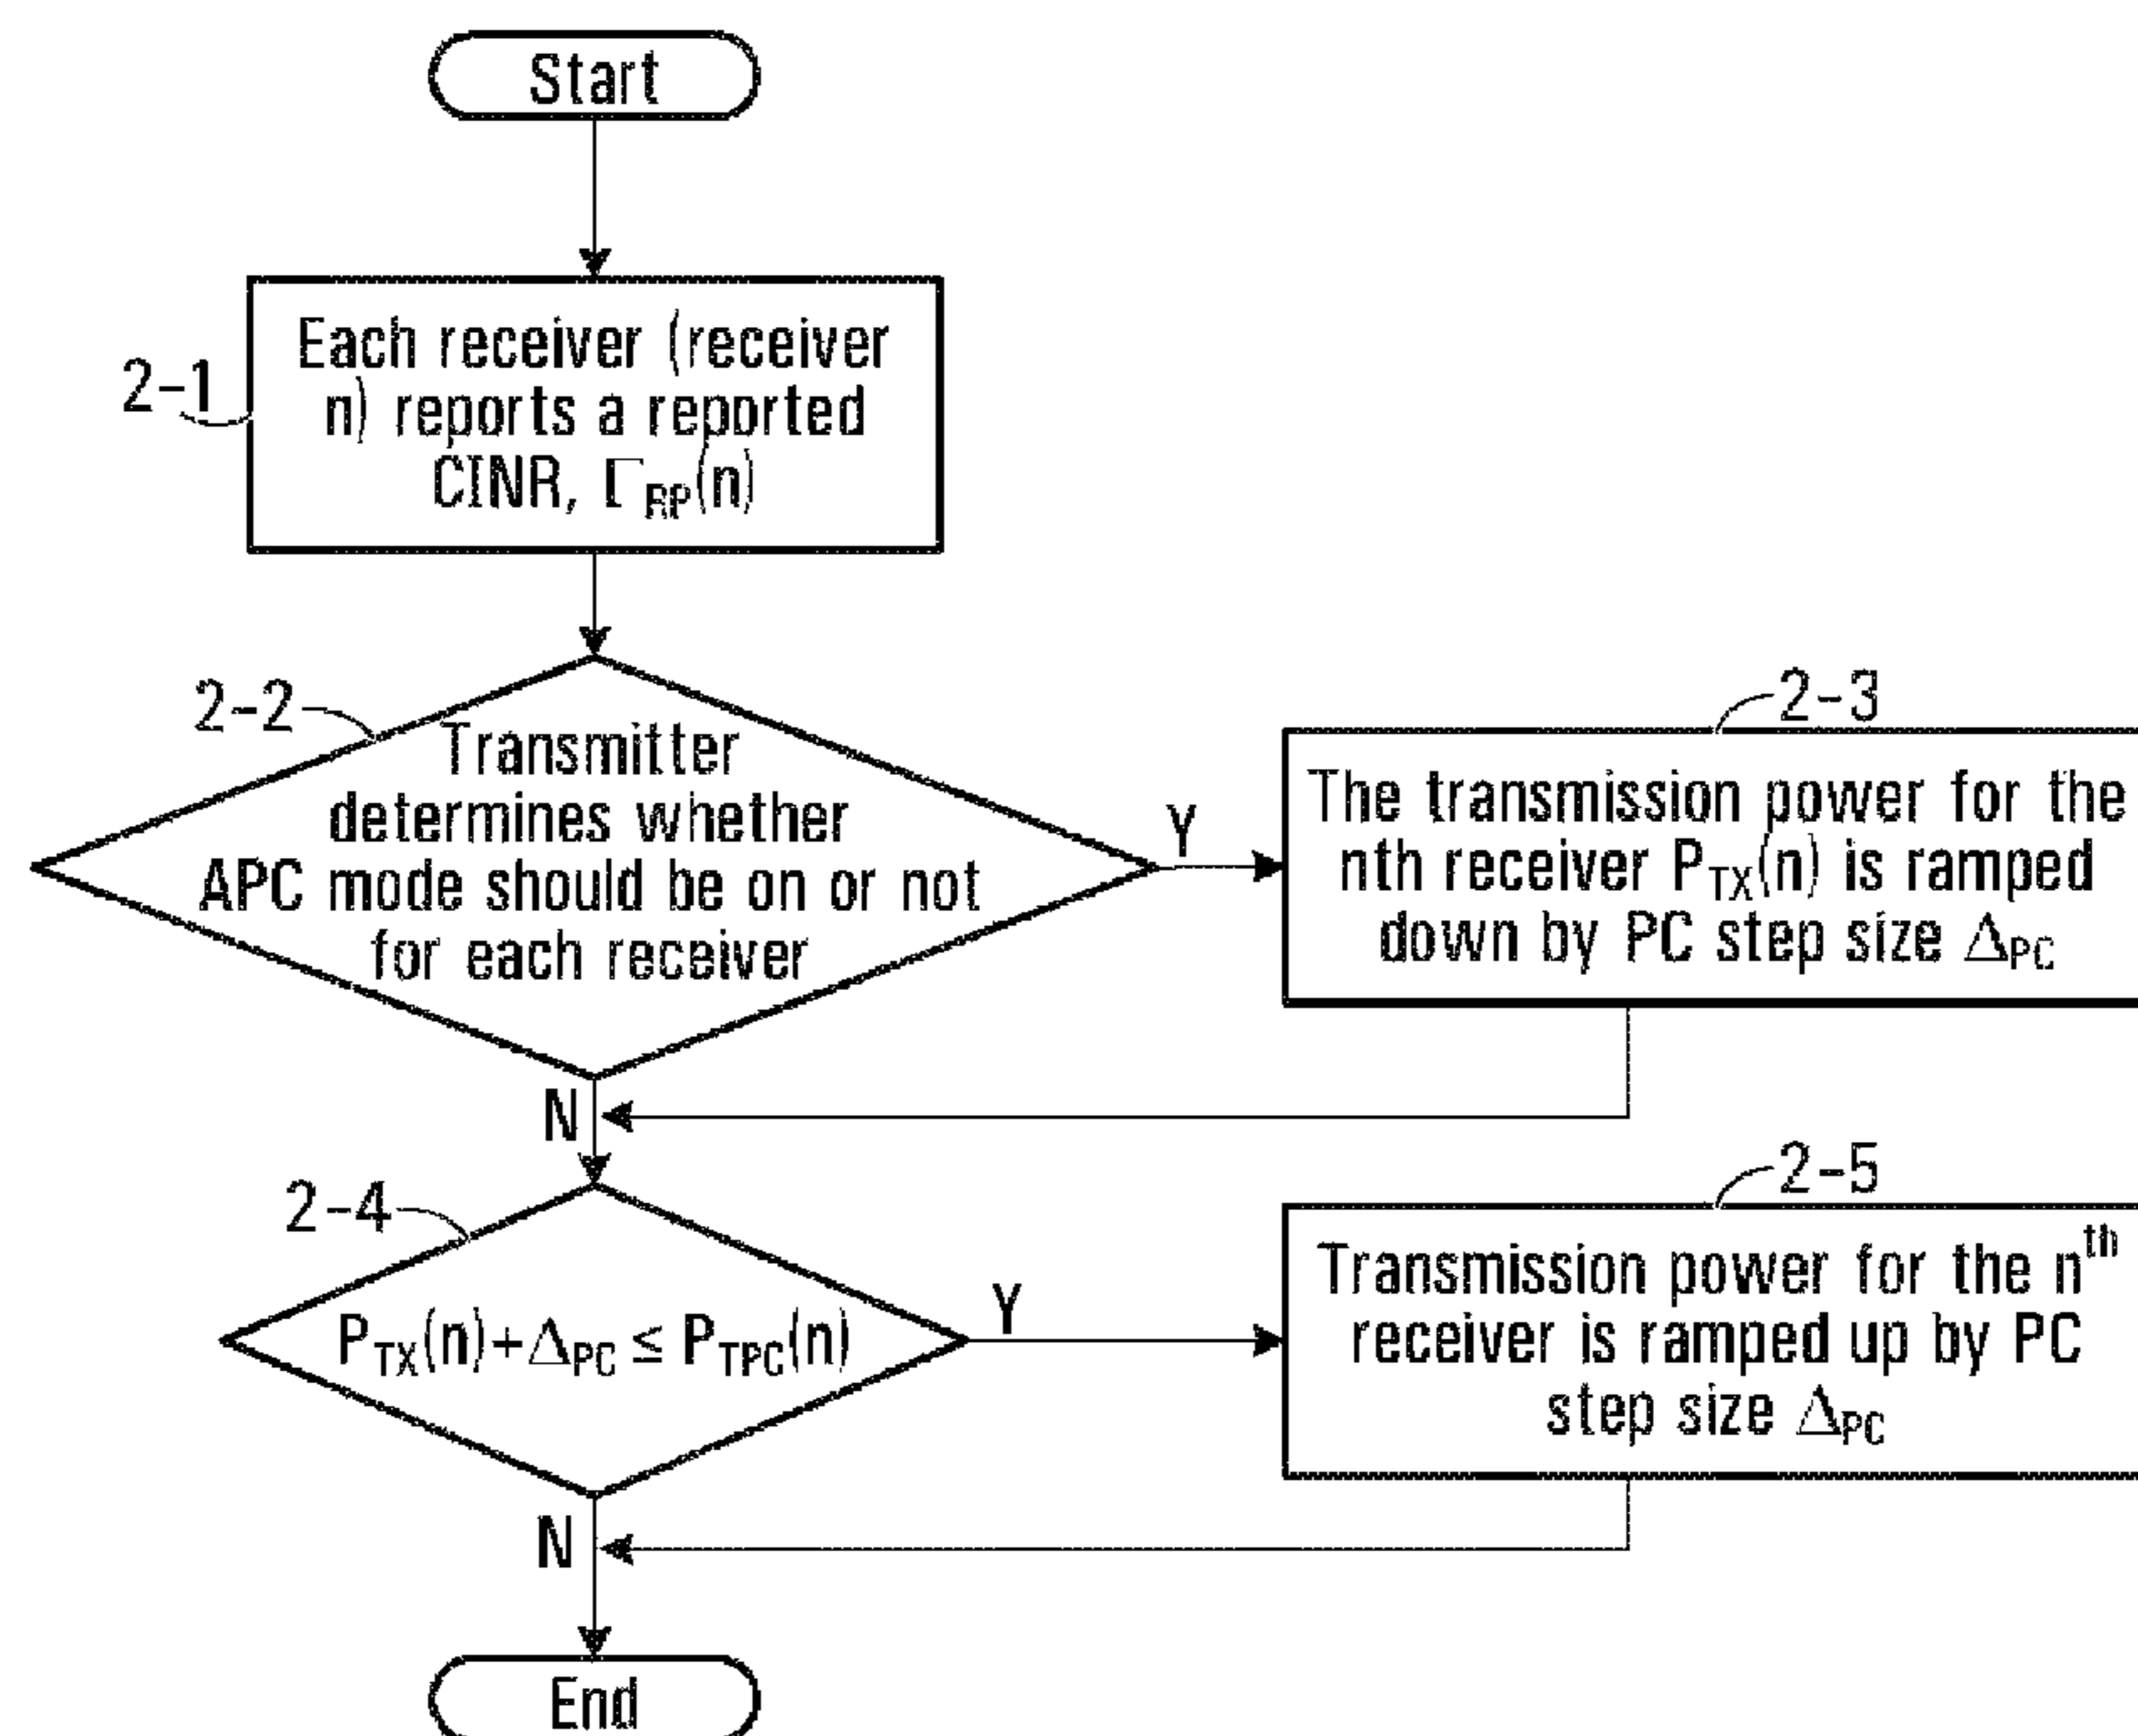 Start
2-1
Each receiver (receiver
n) reports a reported
CINR, Γ_RP(n)
2-2
Transmitter
determines whether
APC mode should be on or not
for each receiver
Y
2-3
The transmission power for the
nth receiver P_TX(n) is ramped
down by PC step size Δ_PC
N
2-4
P_TX(n)+Δ_PC ≤ P_TPC(n)
Y
2-5
Transmission power for the n^th
receiver is ramped up by PC
step size Δ_PC
N
End